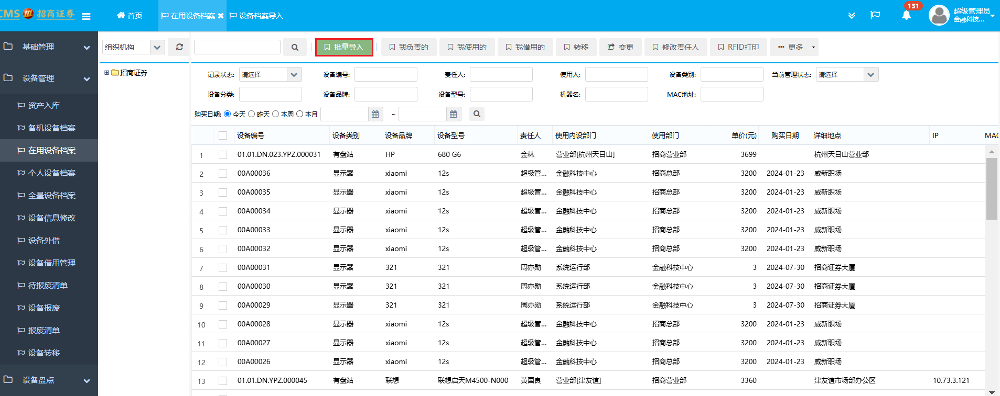 CMS 招商证券 首页 在用设备档案 设备档案导入 131 超级管理员
金融科技...
基础管理
设备管理
资产入库
备机设备档案
在用设备档案
个人设备档案
全量设备档案
设备信息修改
设备外借
设备借用管理
待报废清单
设备报废
报废清单
设备转移
设备盘点
组织机构
招商证券
批量导入 我负责的 我使用的 我借用的 转移 变更 修改责任人 RFID打印 更多
记录状态: 请选择 设备编号: 责任人: 使用人: 设备类别: 当前管理状态: 请选择
设备分类: 设备品牌: 设备型号: 机器名: MAC地址:
购买日期: 今天 昨天 本周 本月 ~
设备编号 设备类别 设备品牌 设备型号 责任人 使用内设部门 使用部门 单价(元) 购买日期 详细地点 IP MAC
1 01.01.DN.023.YPZ.000031 有盘站 HP 680 G6 金林 营业部[杭州天目山] 招商营业部 3699 杭州天目山营业部
2 00A00036 显示器 xiaomi 12s 超级管... 金融科技中心 招商总部 3200 2024-01-23 威新职场
3 00A00035 显示器 xiaomi 12s 超级管... 金融科技中心 招商总部 3200 2024-01-23 威新职场
4 00A00034 显示器 xiaomi 12s 超级管... 金融科技中心 招商总部 3200 2024-01-23 威新职场
5 00A00033 显示器 xiaomi 12s 超级管... 金融科技中心 招商总部 3200 2024-01-23 威新职场
6 00A00032 显示器 xiaomi 12s 超级管... 金融科技中心 招商总部 3200 2024-01-23 威新职场
7 00A00031 显示器 321 321 周亦勋 系统运行部 金融科技中心 3 2024-07-30 招商证券大厦
8 00A00030 显示器 321 321 周亦勋 系统运行部 金融科技中心 3 2024-07-30 招商证券大厦
9 00A00029 显示器 321 321 周亦勋 系统运行部 金融科技中心 3 2024-07-30 招商证券大厦
10 00A00028 显示器 xiaomi 12s 超级管... 金融科技中心 招商总部 3200 2024-01-23 威新职场
11 00A00027 显示器 xiaomi 12s 超级管... 金融科技中心 招商总部 3200 2024-01-23 威新职场
12 00A00026 显示器 xiaomi 12s 超级管... 金融科技中心 招商总部 3200 2024-01-23 威新职场
13 01.01.DN.YPZ.000045 有盘站 联想 联想启天M4500-N000 黄国良 营业部[津友谊] 招商营业部 3360 津友谊市场部办公区 10.73.3.121